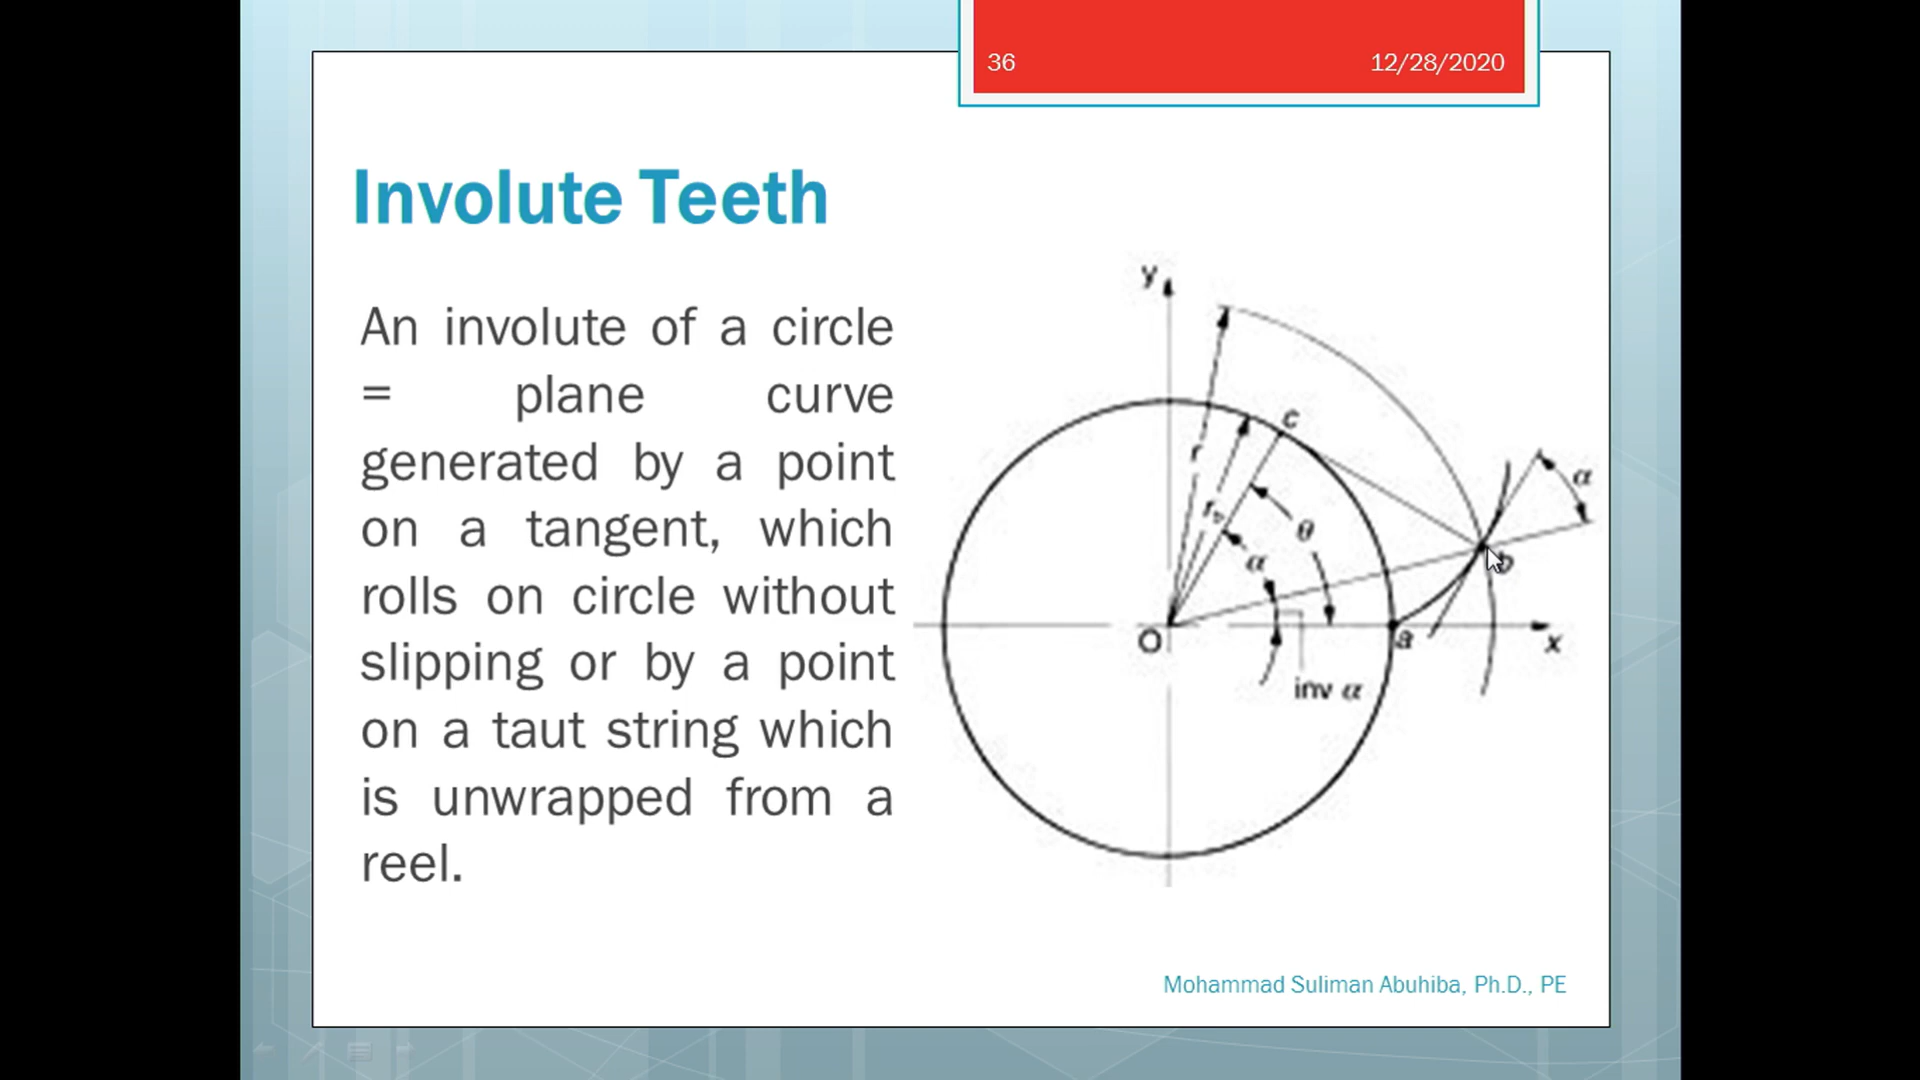 36 12/28/2020
Involute Teeth
An involute of a circle
= plane curve
generated by a point
on a tangent, which
rolls on circle without
slipping or by a point
on a taut string which
is unwrapped from a
reel.
y
c
r
α
r
θ
α
b
O
a
x
inv α
Mohammad Suliman Abuhiba, Ph.D., PE